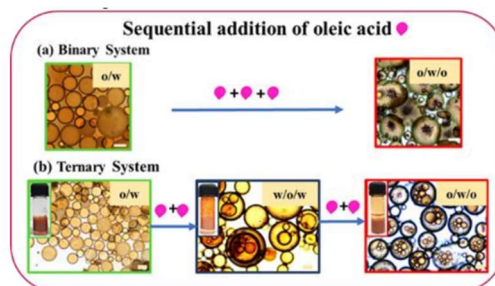 Sequential addition of oleic acid
(a) Binary System
o/w
+ +
o/w/o
(b) Ternary System
o/w
+
w/o/w
+
o/w/o